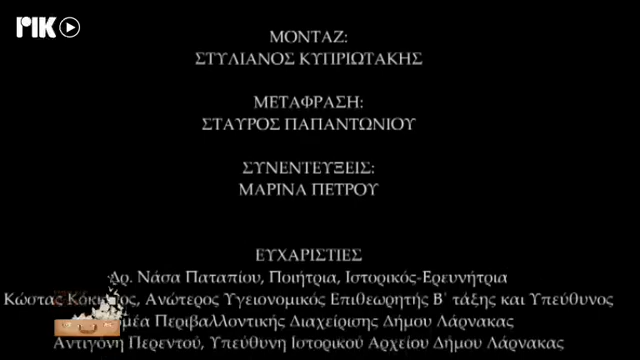 ΡΙΚ
ΜΟΝΤΑΖ:
ΣΤΥΛΙΑΝΟΣ ΚΥΠΡΙΩΤΑΚΗΣ
ΜΕΤΑΦΡΑΣΗ:
ΣΤΑΥΡΟΣ ΠΑΠΑΝΤΩΝΙΟΥ
ΣΥΝΕΝΤΕΥΞΕΙΣ:
ΜΑΡΙΝΑ ΠΕΤΡΟΥ
ΕΥΧΑΡΙΣΤΙΕΣ
Δρ. Νάσα Παταπίου, Ποιήτρια, Ιστορικός-Ερευνήτρια
Κώστας Ανώτερος Υγειονομικός Επιθεωρητής Β΄ τάξης και Υπεύθυνος
Περιβαλλοντικής Διαχείρισης Δήμου Λάρνακας
Αντιγόνη Περεντού, Υπεύθυνη Ιστορικού Αρχείου Δήμου Λάρνακας